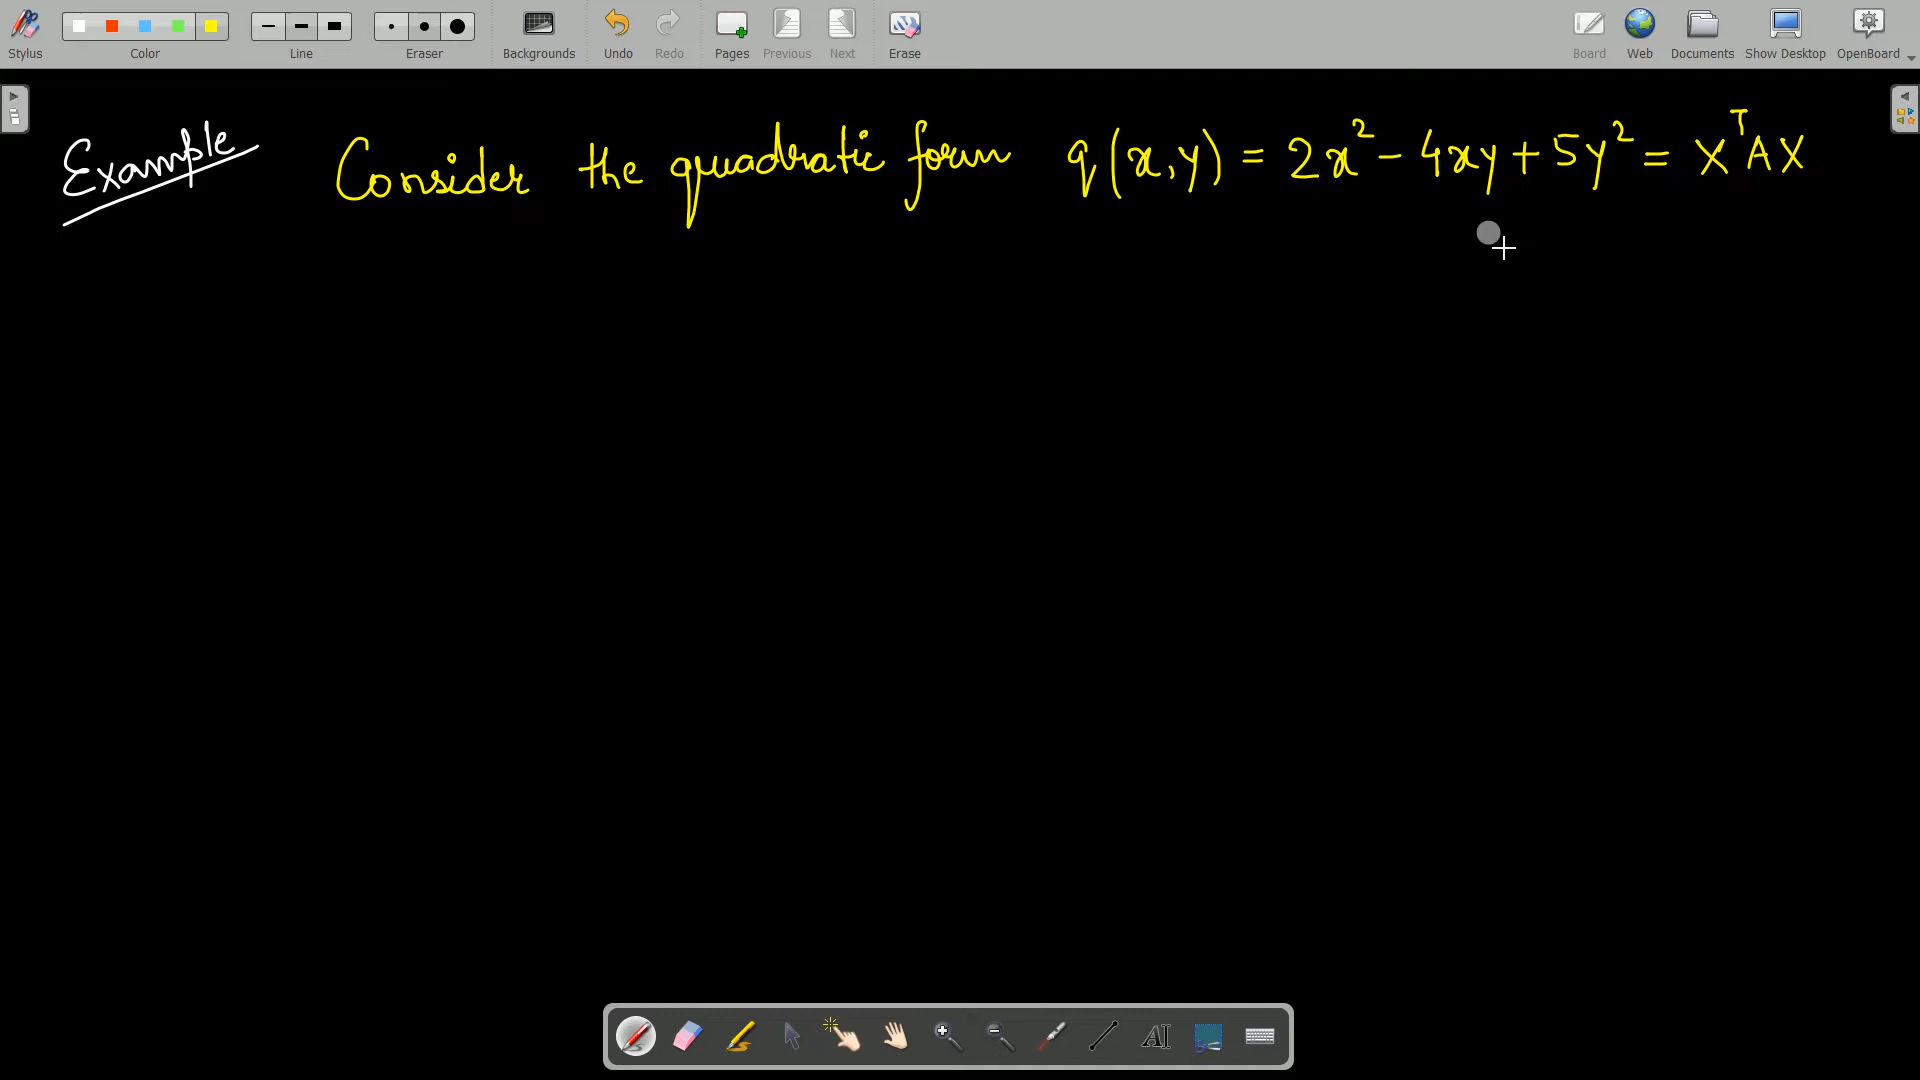 Stylus Color Line Eraser Backgrounds Undo Redo Pages Previous Next Erase Board Web Documents Show Desktop OpenBoard
Example Consider the quadratic form q(x,y) = 2x² - 4xy + 5y² = XᵀAX
AI